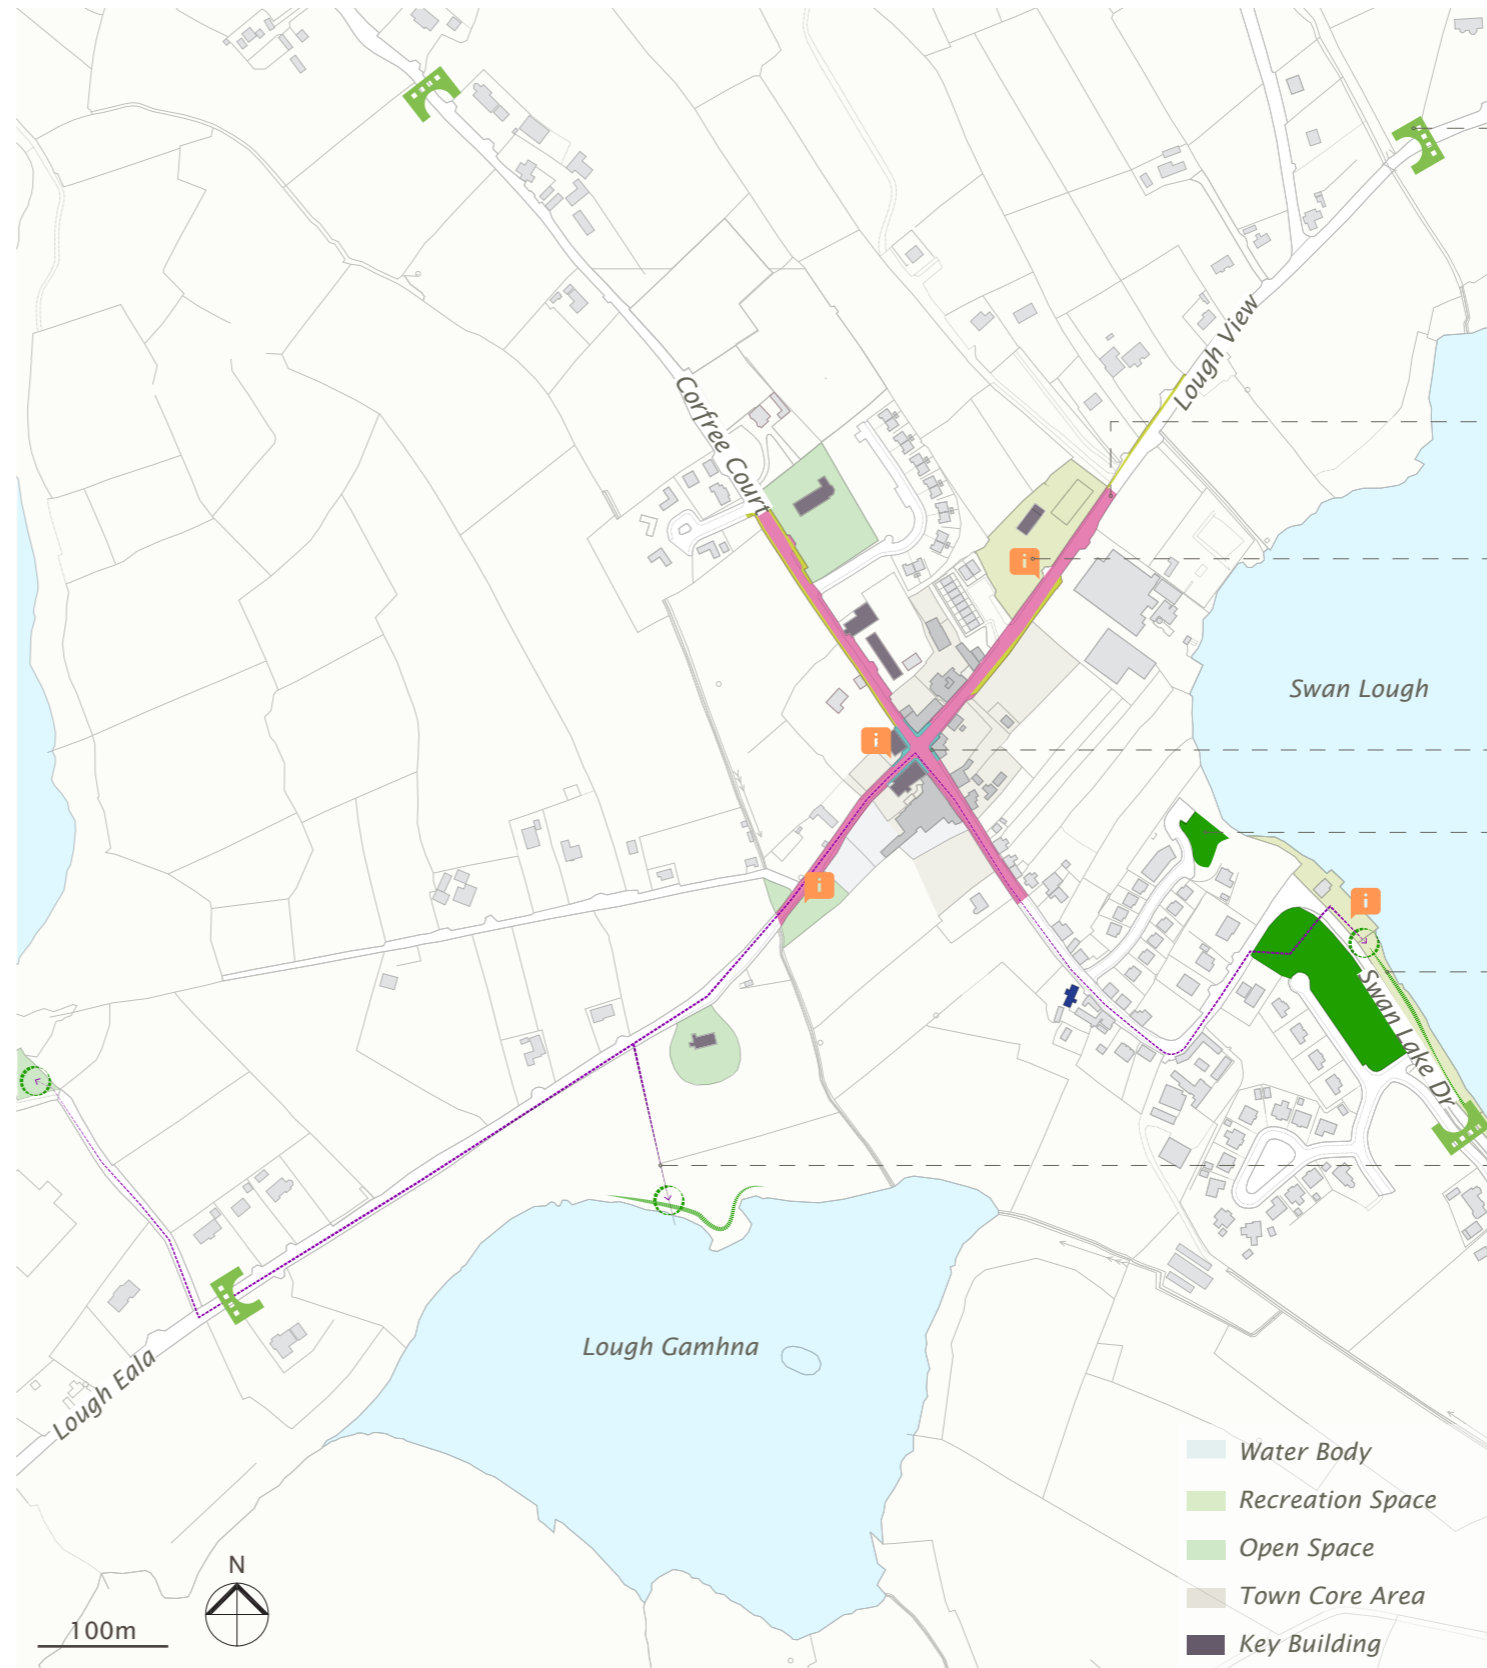 Corfree Court
Lough View
i
Swan Lough
i
i
i
Swan Lake Dr
Lough Gamhna
Lough Eala
Water Body
Recreation Space
Open Space
Town Core Area
Key Building
N
100m